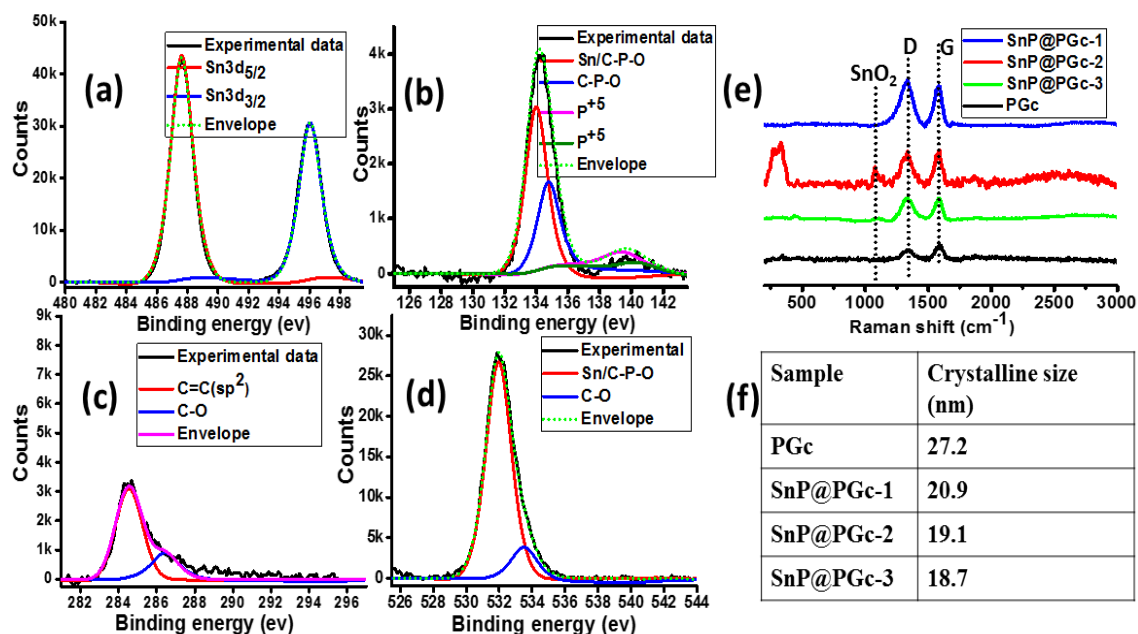 (a)
Experimental data
Sn3d5/2
Sn3d3/2
Envelope
50k
40k
30k
20k
10k
0
Counts
480 482 484 486 488 490 492 494 496 498
Binding energy (ev)
(b)
Experimental data
Sn/C-P-O
C-P-O
P+5
P+5
Envelope
4k
3k
2k
1k
0
Counts
126 128 130 132 134 136 138 140 142
Binding energy (ev)
(e)
SnO2
D
G
SnP@PGc-1
SnP@PGc-2
SnP@PGc-3
PGc
500 1000 1500 2000 2500 3000
Raman shift (cm-1)
(c)
Experimental data
C=C(sp2)
C-O
Envelope
9k
8k
7k
6k
5k
4k
3k
2k
1k
0
Counts
282 284 286 288 290 292 294 296
Binding energy (ev)
(d)
Experimental
Sn/C-P-O
C-O
Envelope
30k
25k
20k
15k
10k
5k
0
Counts
526 528 530 532 534 536 538 540 542 544
Binding energy (ev)
(f)
Sample Crystalline size
(nm)
PGc 27.2
SnP@PGc-1 20.9
SnP@PGc-2 19.1
SnP@PGc-3 18.7